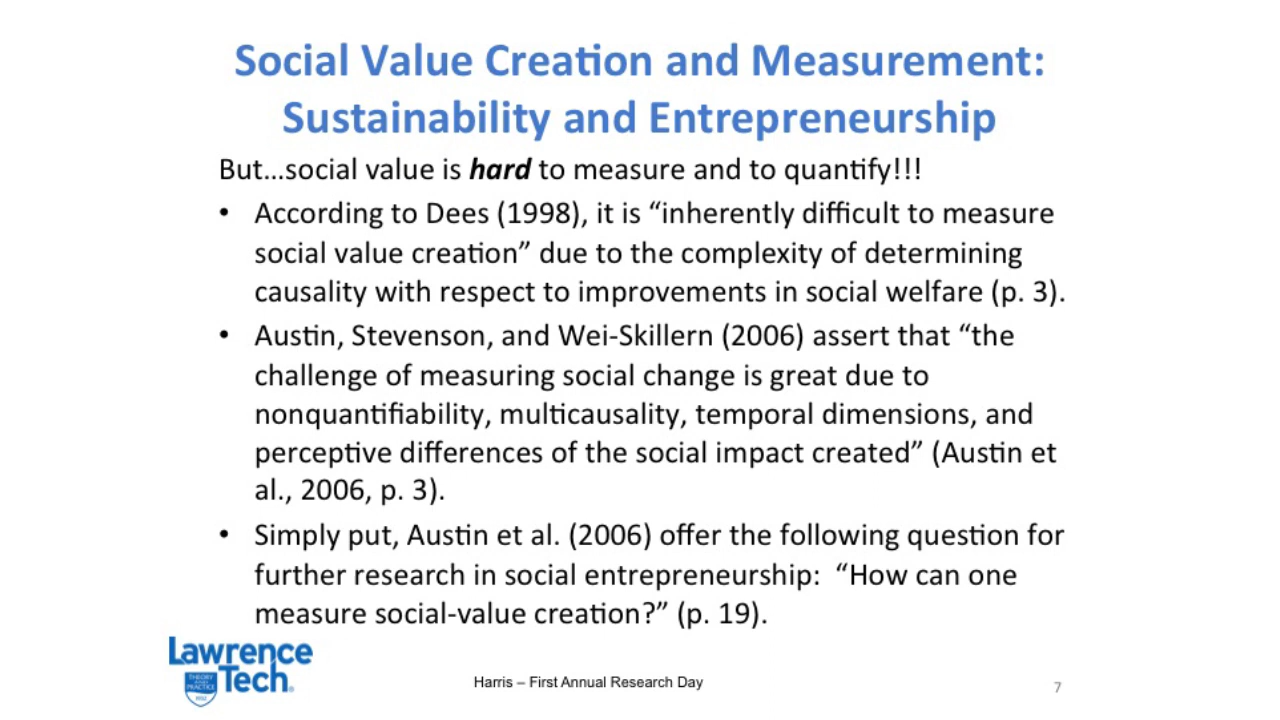 Social Value Creation and Measurement:
Sustainability and Entrepreneurship
But…social value is hard to measure and to quantify!!!
• According to Dees (1998), it is “inherently difficult to measure
social value creation” due to the complexity of determining
causality with respect to improvements in social welfare (p. 3).
• Austin, Stevenson, and Wei-Skillern (2006) assert that “the
challenge of measuring social change is great due to
nonquantifiability, multicausality, temporal dimensions, and
perceptive differences of the social impact created” (Austin et
al., 2006, p. 3).
• Simply put, Austin et al. (2006) offer the following question for
further research in social entrepreneurship:  “How can one
measure social-value creation?” (p. 19).
Lawrence
Tech
THEORY
PRACTICE
1932
Harris – First Annual Research Day
7